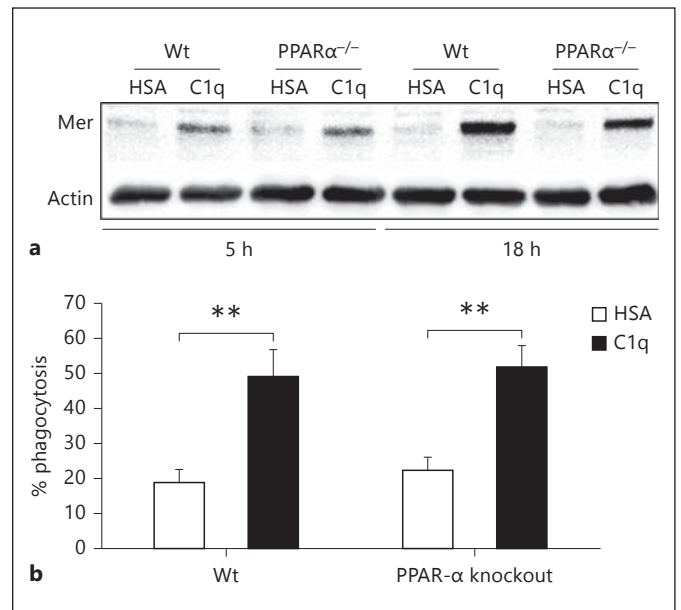 Wt PPARα–/– Wt PPARα–/–
HSA C1q HSA C1q HSA C1q HSA C1q
Mer
Actin
a 5 h 18 h
70
60
50
40
30
20
10
0
% phagocytosis
** **
HSA
C1q
b Wt PPAR-α knockout